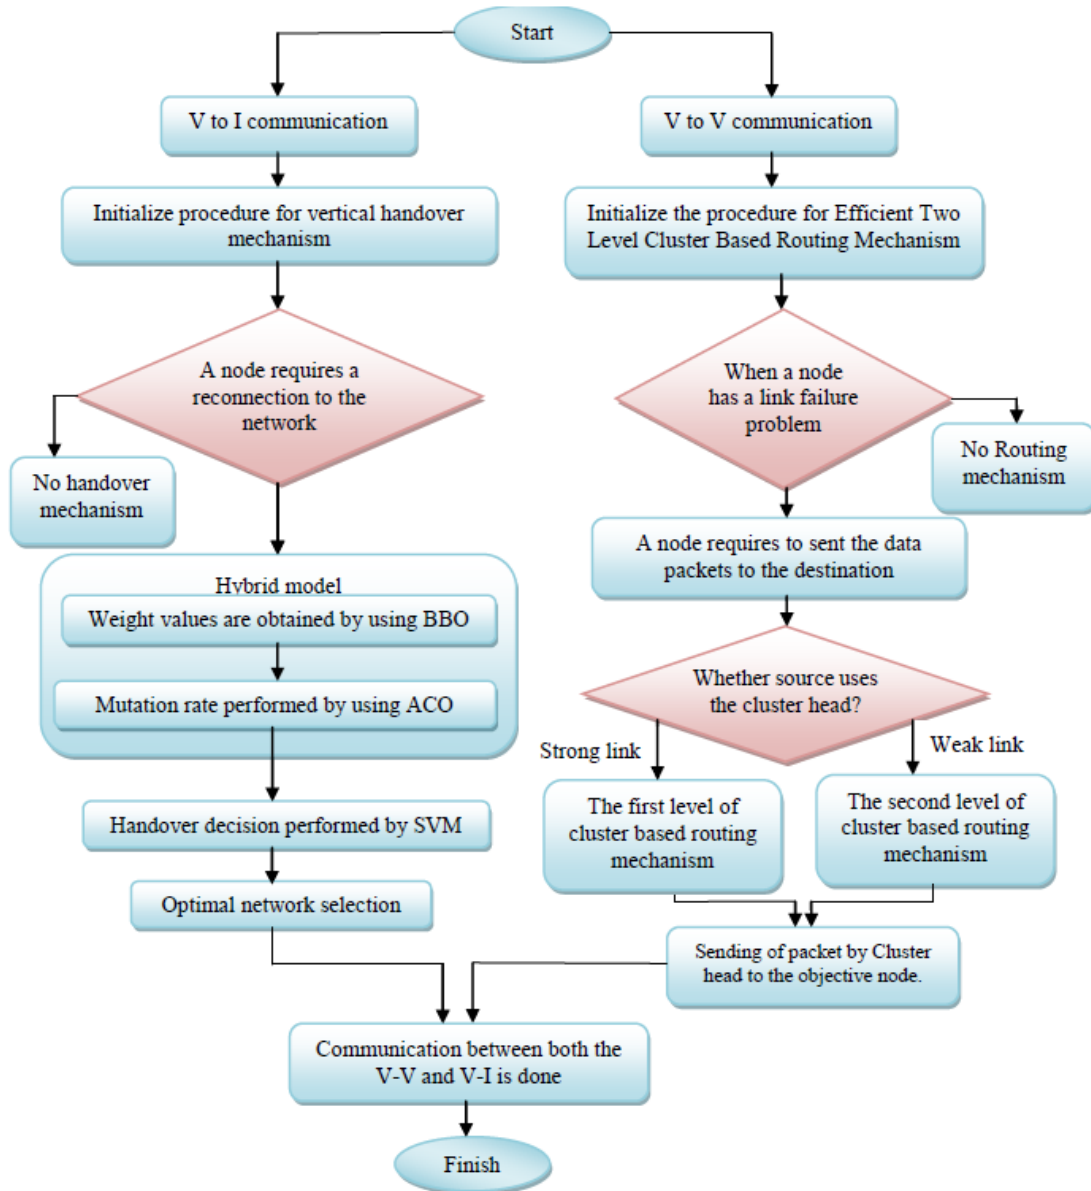 Start
V to I communication
V to V communication
Initialize procedure for vertical handover
mechanism
Initialize the procedure for Efficient Two
Level Cluster Based Routing Mechanism
A node requires a
reconnection to the
network
When a node
has a link failure
problem
No handover
mechanism
No Routing
mechanism
Hybrid model
Weight values are obtained by using BBO
Mutation rate performed by using ACO
A node requires to sent the data
packets to the destination
Whether source uses
the cluster head?
Strong link
Weak link
The first level of
cluster based routing
mechanism
The second level of
cluster based routing
mechanism
Handover decision performed by SVM
Optimal network selection
Sending of packet by Cluster
head to the objective node.
Communication between both the
V-V and V-I is done
Finish